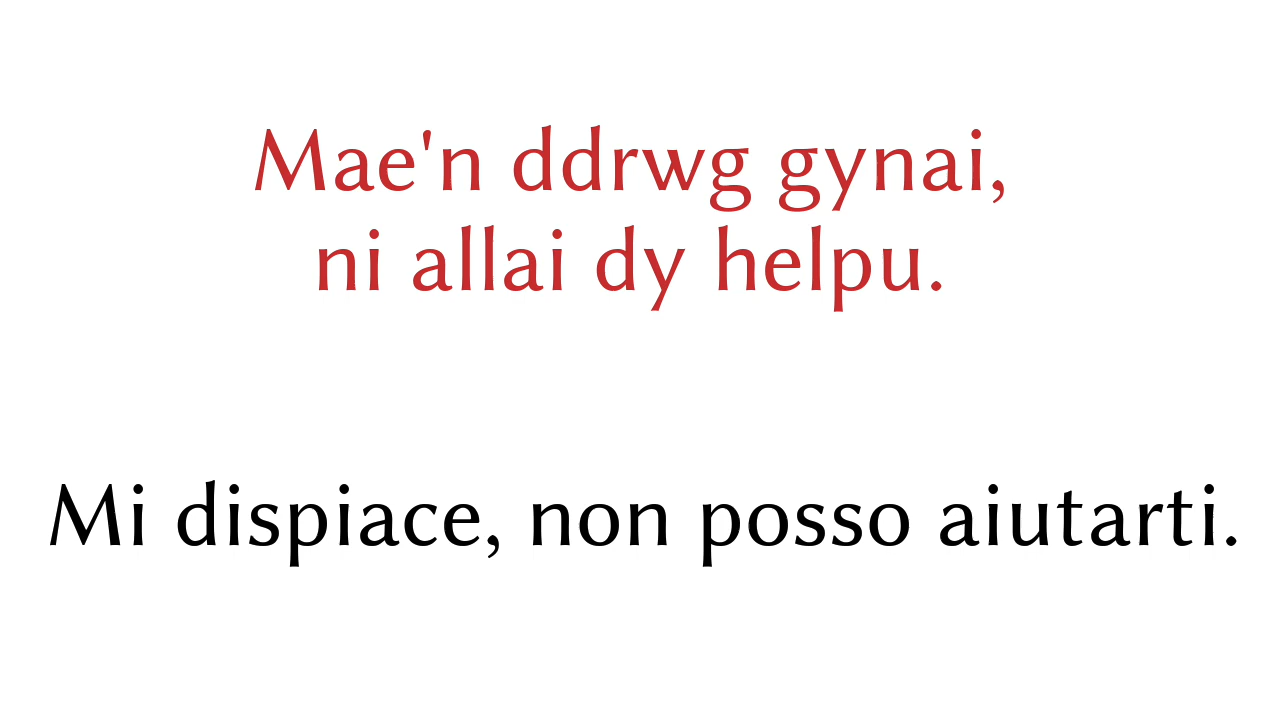 Mae'n ddrwg gynai,
ni allai dy helpu.
Mi dispiace, non posso aiutarti.